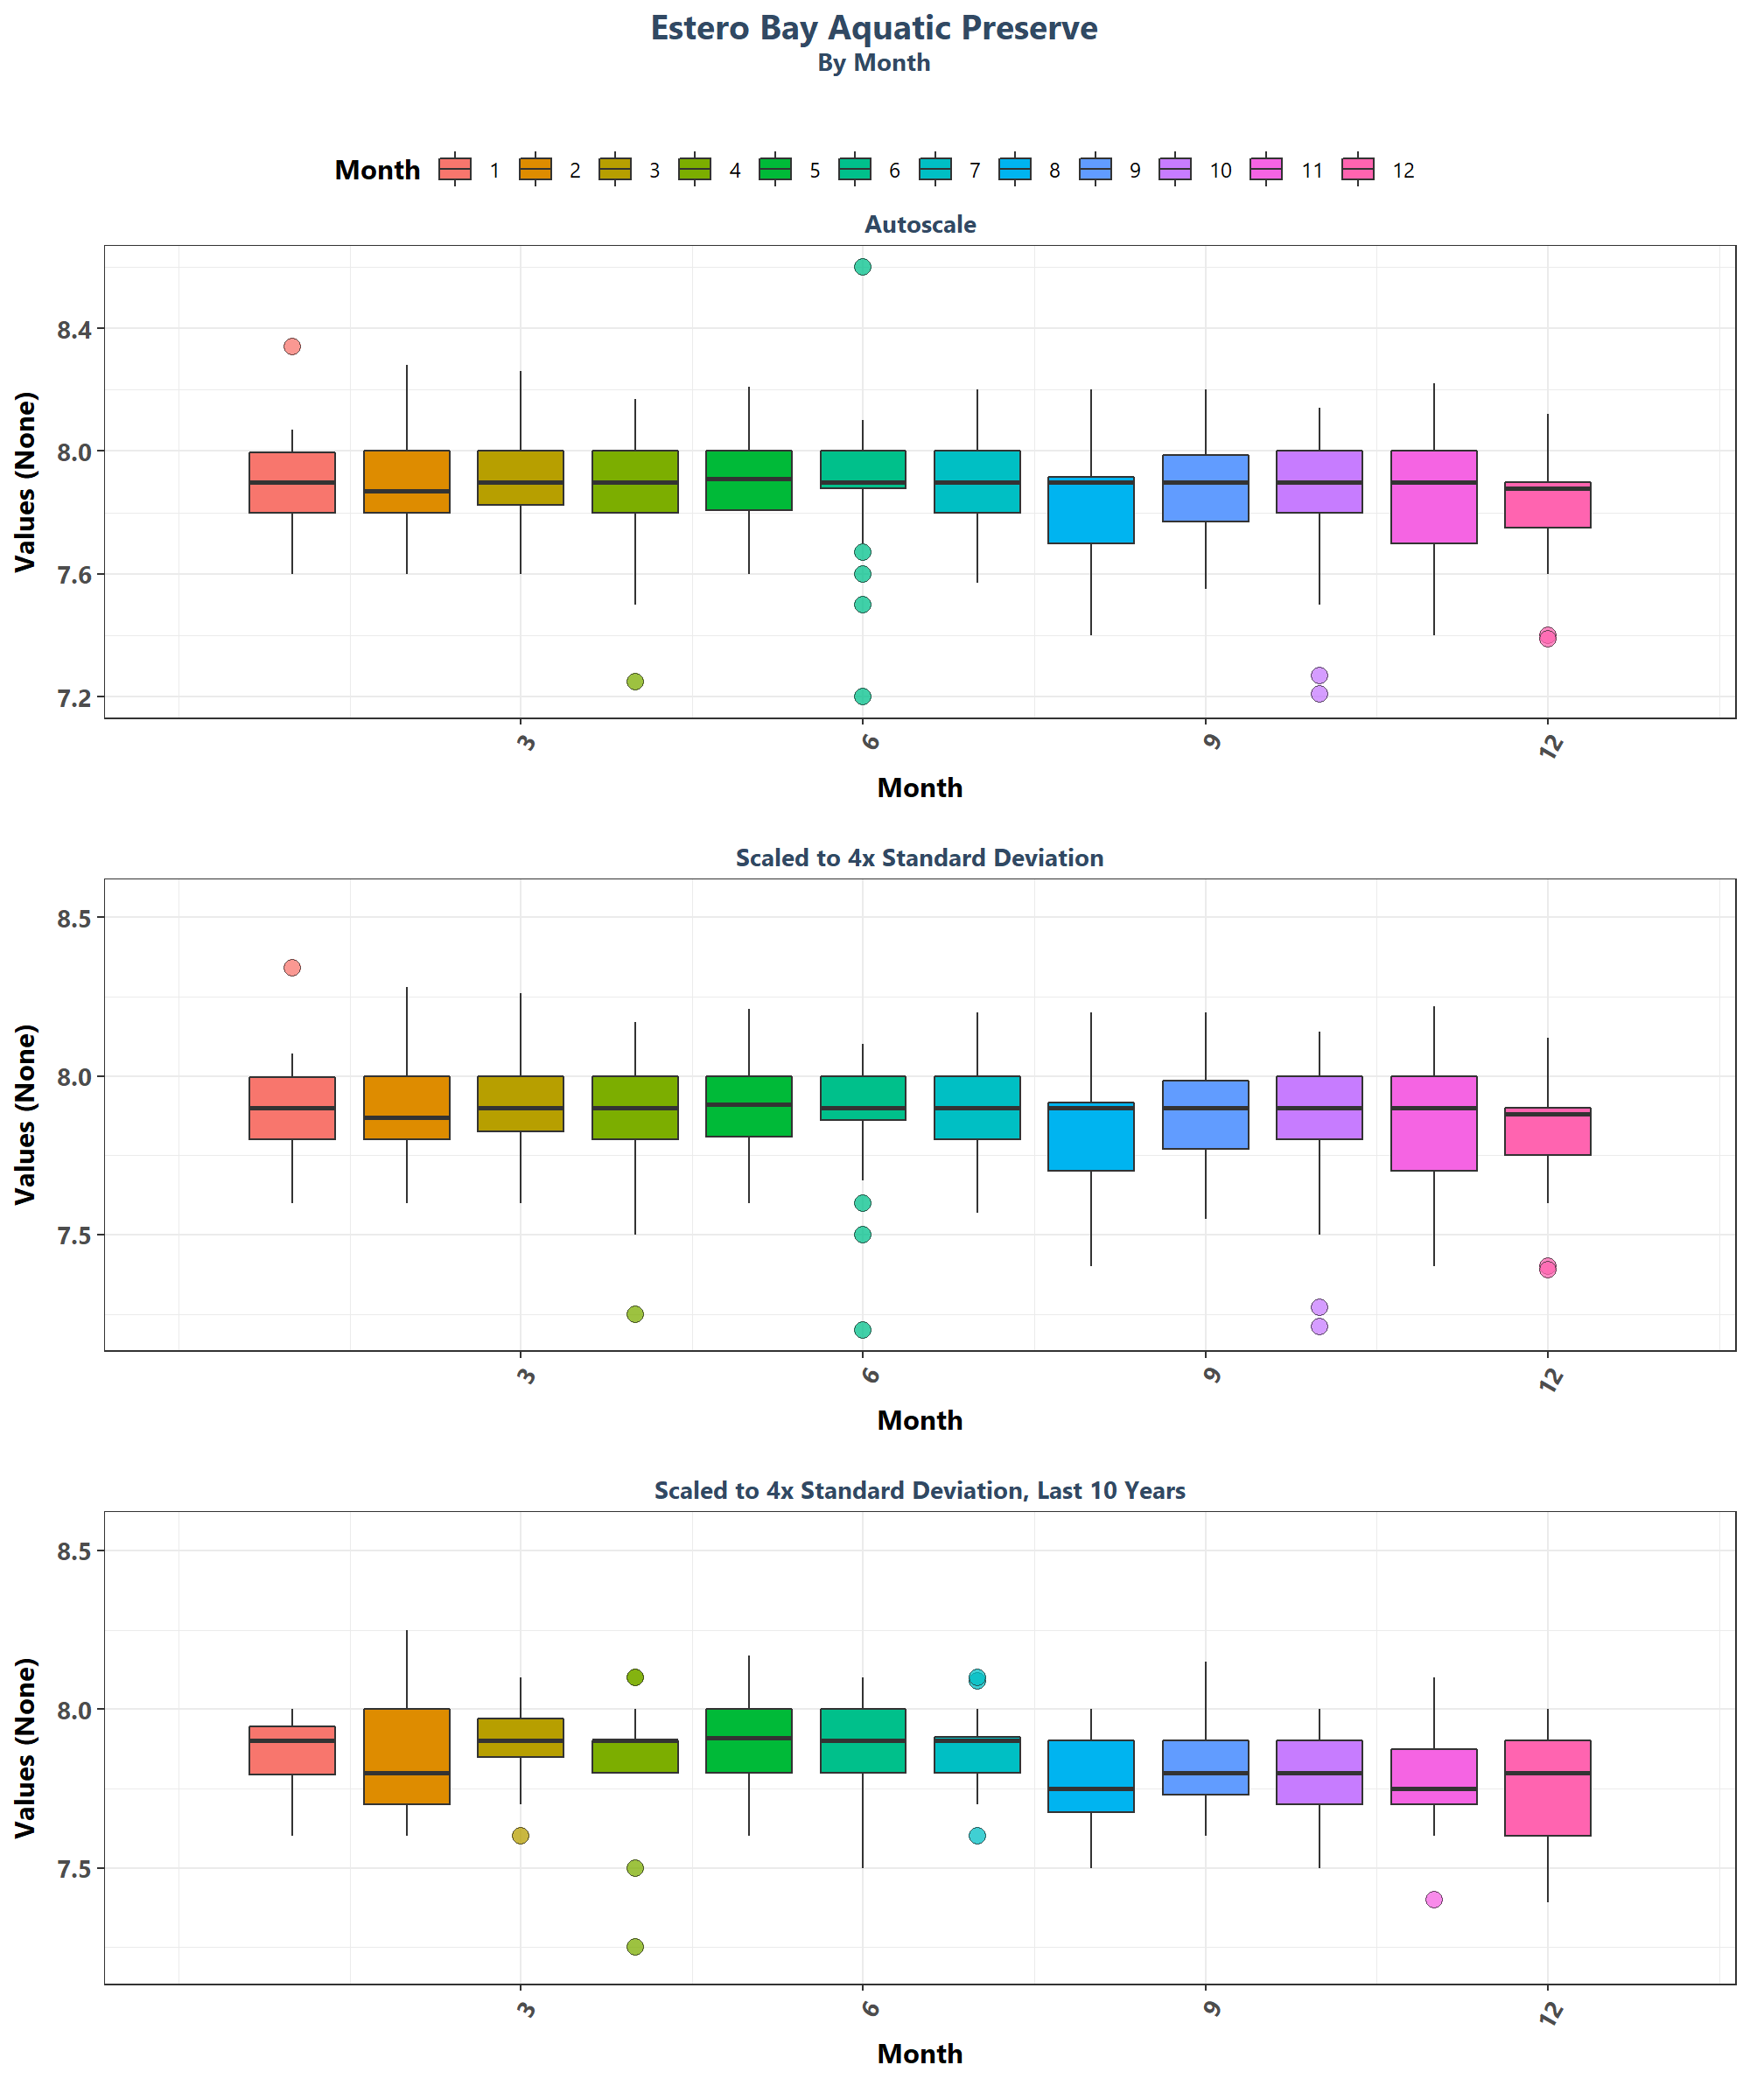 Estero Bay Aquatic Preserve
By Month
Month 1 2 3 4 5 6 7 8 9 10 11 12
Autoscale
Values (None)
8.4
8.0
7.6
7.2
3 6 9 12
Month
Scaled to 4x Standard Deviation
Values (None)
8.5
8.0
7.5
3 6 9 12
Month
Scaled to 4x Standard Deviation, Last 10 Years
Values (None)
8.5
8.0
7.5
3 6 9 12
Month